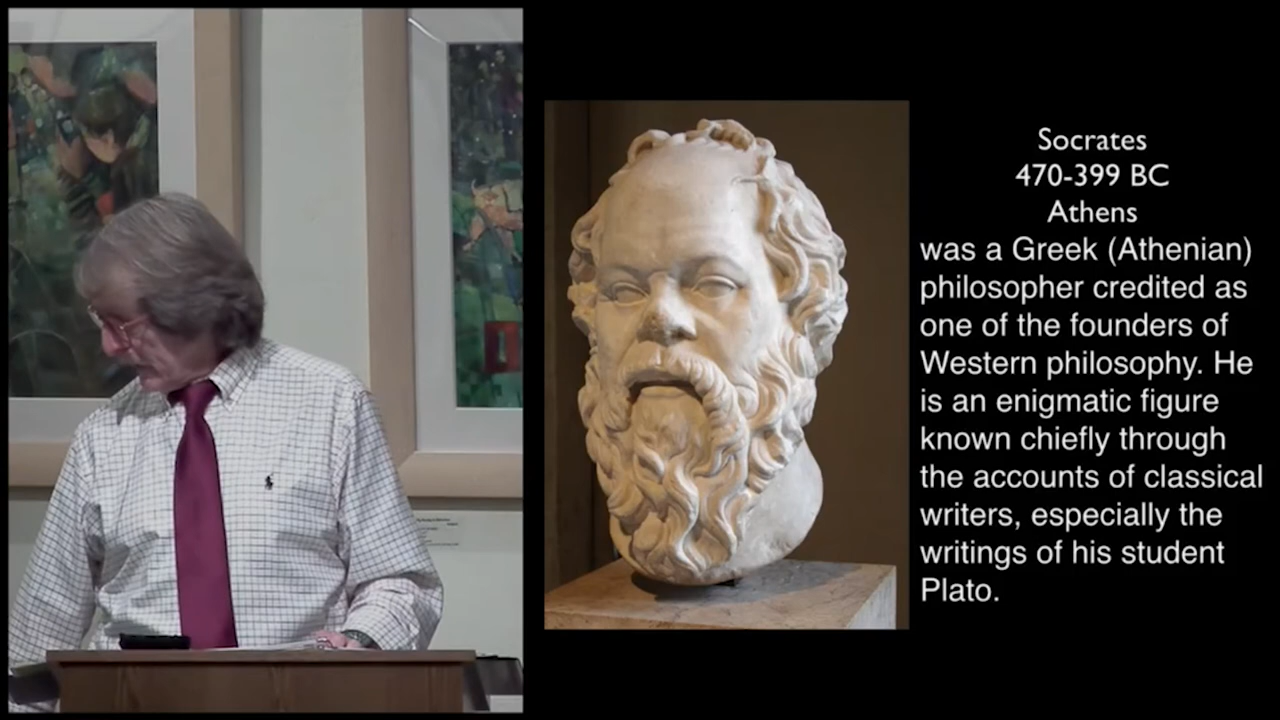 Socrates
470-399 BC
Athens
was a Greek (Athenian)
philosopher credited as
one of the founders of
Western philosophy. He
is an enigmatic figure
known chiefly through
the accounts of classical
writers, especially the
writings of his student
Plato.